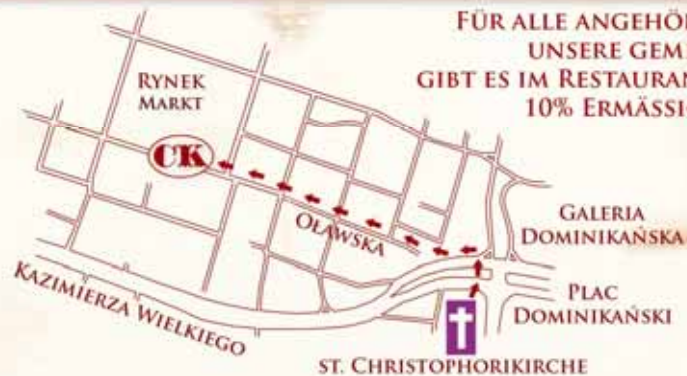 FÜR ALLE
UNSERE
GIBT ES IM
10%
RYNEK
MARKT
CK
OŁAWSKA
GALERIA
DOMINIKAŃSKA
KAZIMIERZA WIELKIEGO
PLAC
DOMINIKAŃSKI
ST. CHRISTOPHORIKIRCHE